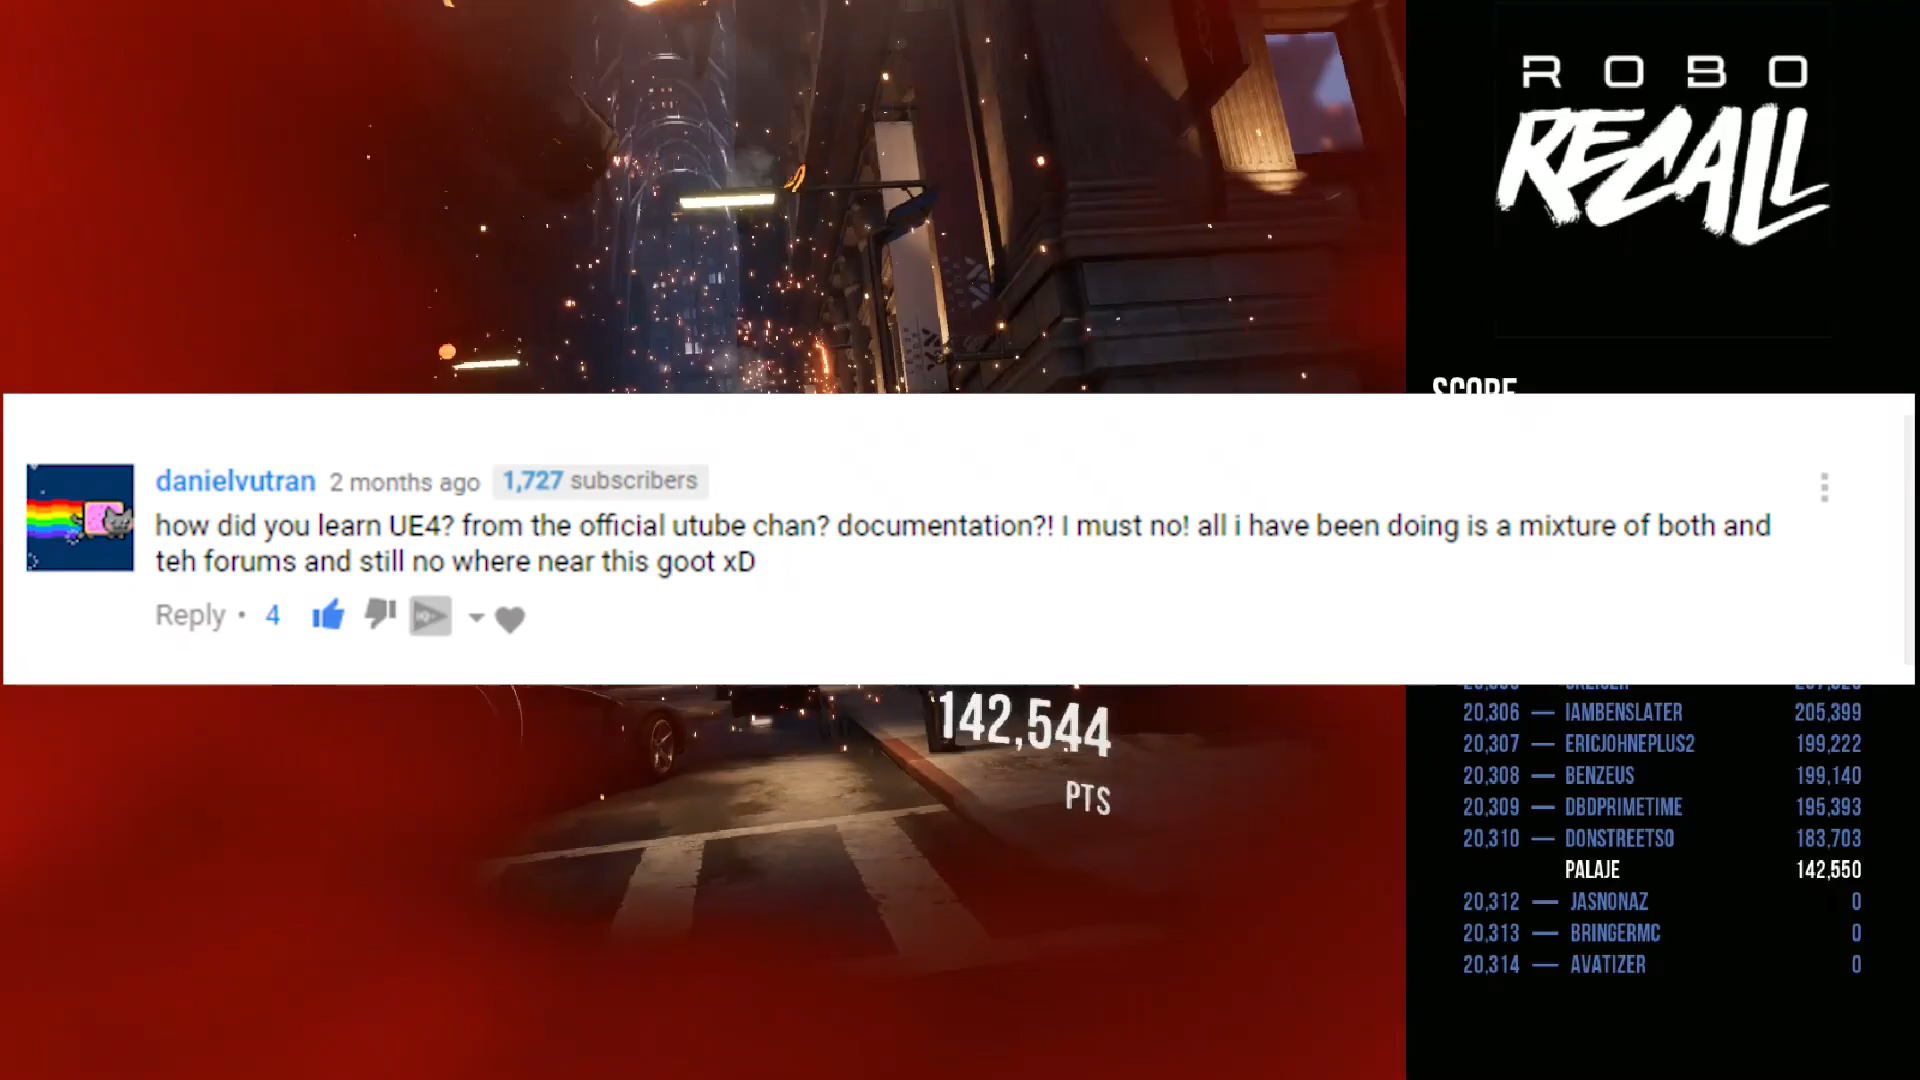 ROBO
RECALL
SCORE
danielvutran 2 months ago 1,727 subscribers
how did you learn UE4? from the official utube chan? documentation?! I must no! all i have been doing is a mixture of both and
teh forums and still no where near this goot xD
Reply • 4
142,544
PTS
20,306 — IAMBENSLATER 205,399
20,307 — ERICJOHNEPLUS2 199,222
20,308 — BENZEUS 199,140
20,309 — DBDPRIMETIME 195,393
20,310 — DONSTREETSO 183,703
PALAJE 142,550
20,312 — JASNONAZ 0
20,313 — BRINGERMC 0
20,314 — AVATIZER 0